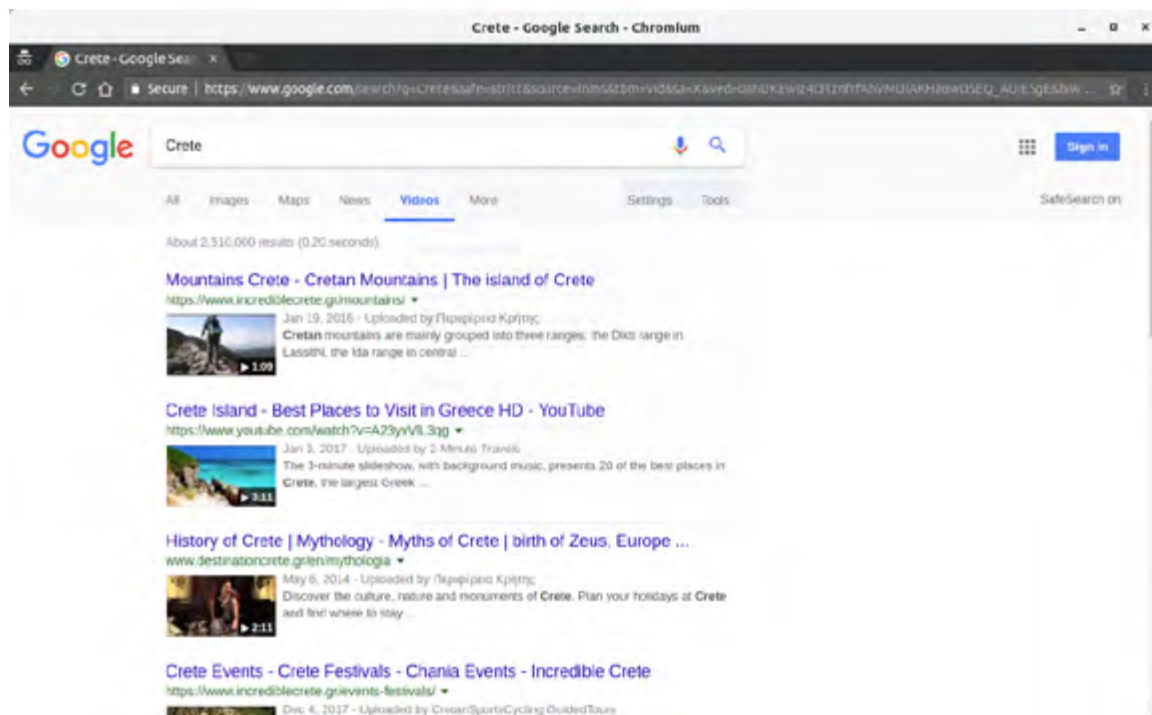 Crete - Google Search - Chromium
Crete - Google Sea
Secure | https://www.google.com
Google
Crete
Sign in
All Images Maps News Videos More Settings Tools
SafeSearch on
About 2,310,000 results (0.20 seconds)
Mountains Crete - Cretan Mountains | The island of Crete
https://www.incrediblecrete.gr/mountains/
Jan 19, 2016 - Uploaded by Περιφέρεια Κρήτης
Cretan mountains are mainly grouped into three ranges; the Dikti range in
Lassithi, the Ida range in central ...
1:09
Crete Island - Best Places to Visit in Greece HD - YouTube
https://www.youtube.com/watch?v=
Jan 3, 2017 - Uploaded by 2 Minute Travels
The 3-minute slideshow, with background music, presents 20 of the best places in
Crete, the largest Greek ...
3:11
History of Crete | Mythology - Myths of Crete | birth of Zeus, Europe ...
www.destinationcrete.gr/en/mythologia
May 6, 2014 - Uploaded by Περιφέρεια Κρήτης
Discover the culture, nature and monuments of Crete. Plan your holidays at Crete
and find where to stay ...
2:11
Crete Events - Crete Festivals - Chania Events - Incredible Crete
https://www.incrediblecrete.gr/events-festivals/
Dec 4, 2017 - Uploaded by CretanSportsCycling GuidedTours